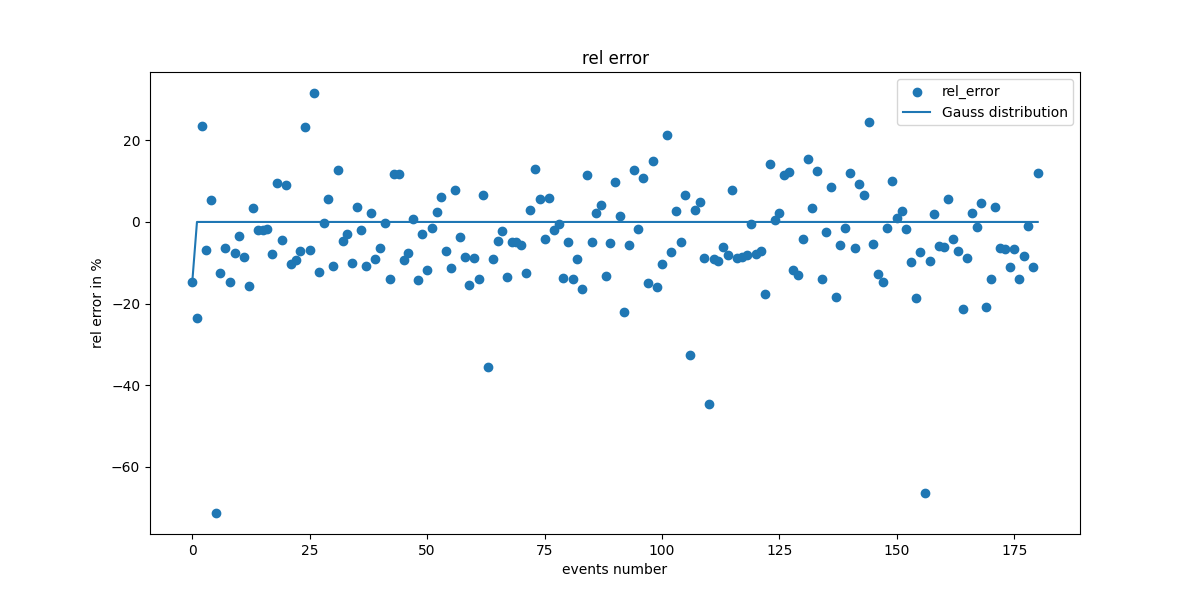 rel error
rel_error
Gauss distribution
20
0
−20
−40
−60
rel error in %
0 25 50 75 100 125 150 175
events number